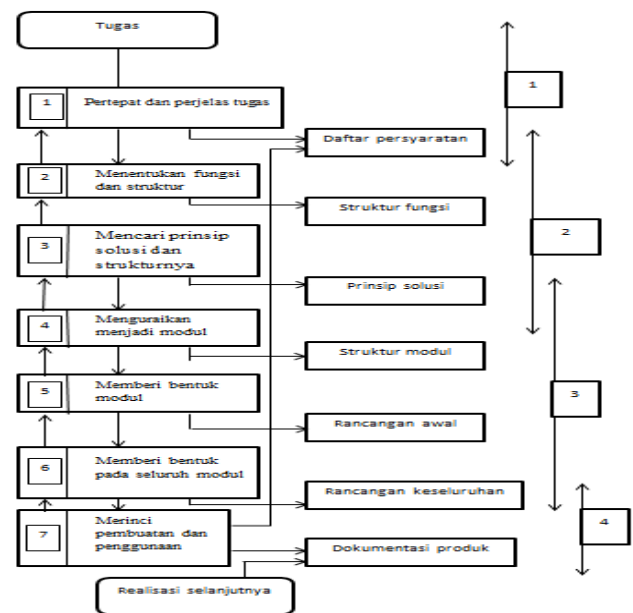 Tugas
1
Pertepat dan perjelas tugas
1
Daftar persyaratan
2
Menentukan fungsi
dan struktur
Struktur fungsi
2
3
Mencari prinsip
solusi dan
strukturnya
Prinsip solusi
4
Menguraikan
menjadi modul
Struktur modul
5
Memberi bentuk
modul
3
Rancangan awal
6
Memberi bentuk
pada seluruh modul
Rancangan keseluruhan
7
Merinci
pembuatan dan
penggunaan
4
Dokumentasi produk
Realisasi selanjutnya